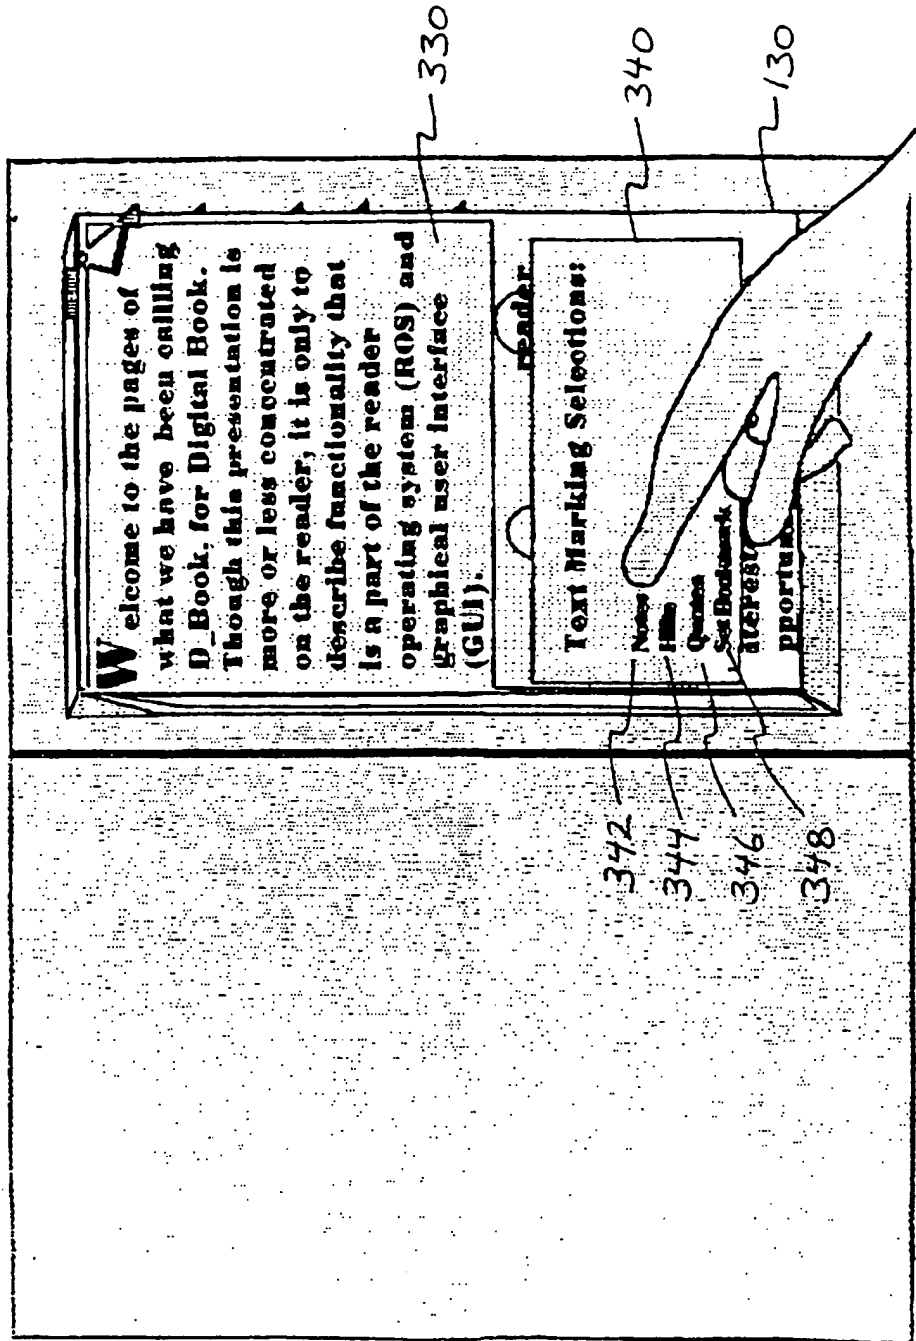 Welcome to the pages of
what we have been calling
D_Book, for Digital Book.
Though this presentation is
more or less concentrated
on the reader, it is only to
describe functionality that
is a part of the reader
operating system (ROS) and
graphical user interface
(GUI).
reader
Text Marking Selections:
Notes
Hilite
Quotes
Set Bookmark
nterest
pportun
330
340
130
342
344
346
348